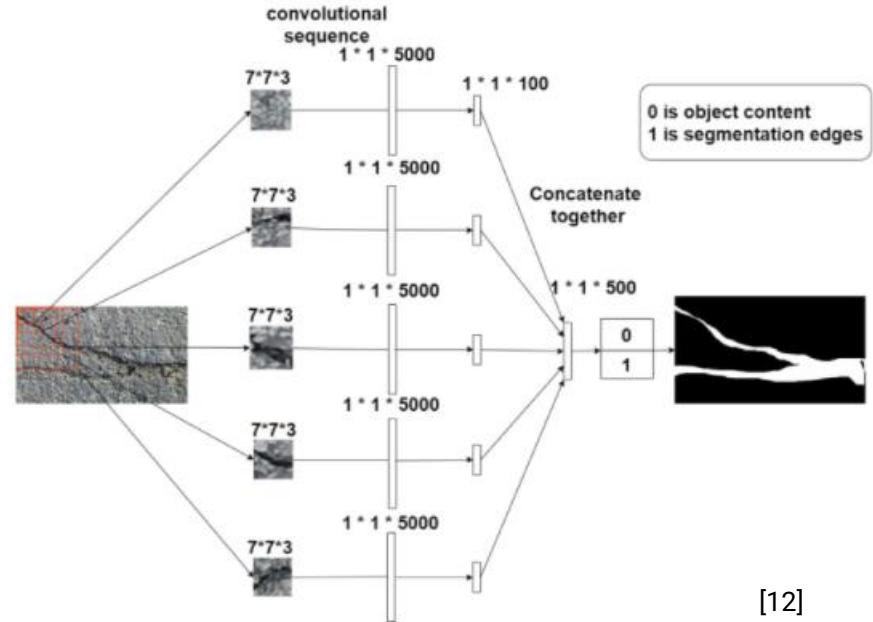 convolutional
sequence
1 * 1 * 5000
7*7*3
1 * 1 * 100
0 is object content
1 is segmentation edges
1 * 1 * 5000
7*7*3
Concatenate
together
1 * 1 * 5000
7*7*3
1 * 1 * 500
0
1
1 * 1 * 5000
7*7*3
1 * 1 * 5000
7*7*3
[12]